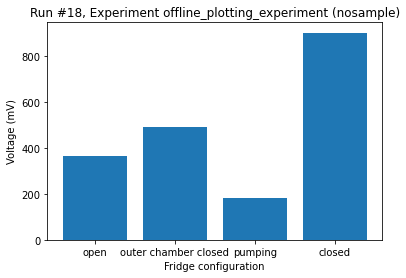 Run #18, Experiment offline_plotting_experiment (nosample)
Voltage (mV)
800
600
400
200
0
open outer chamber closed pumping closed
Fridge configuration